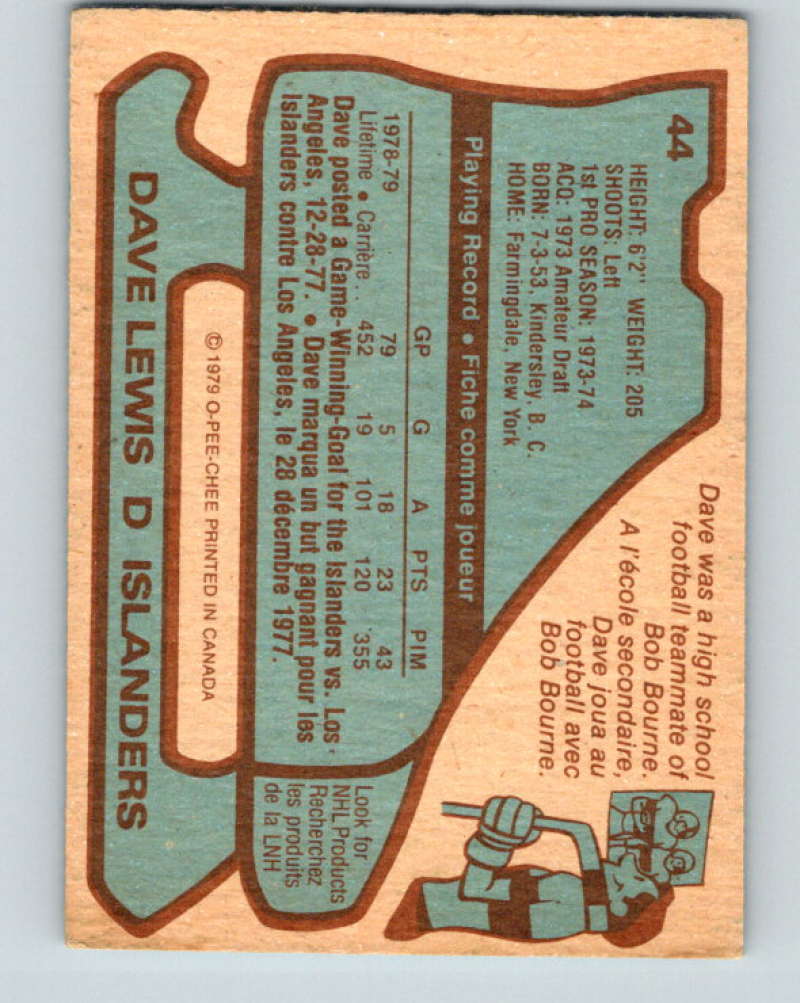 44
HEIGHT: 6'2" WEIGHT: 205
SHOOTS: Left
1st PRO SEASON: 1973-74
ACQ: 1973 Amateur Draft
BORN: 7-3-53, Kindersley, B. C.
HOME: Farmingdale, New York
Dave was a high school
football teammate of
Bob Bourne.
A l'école secondaire,
Dave joua au
football avec
Bob Bourne.
Playing Record • Fiche comme joueur
GP G A PTS PIM
1978-79 79 5 18 23 43
Lifetime • Carrière.. 452 19 101 120 355
Dave posted a Game-Winning-Goal for the Islanders vs. Los
Angeles, 12-28-77. • Dave marqua un but gagnant pour les
Islanders contre Los Angeles, le 28 décembre 1977.
Look for
NHL Products
Recherchez
les produits
de la LNH
© 1979 O-PEE-CHEE PRINTED IN CANADA
DAVE LEWIS D ISLANDERS